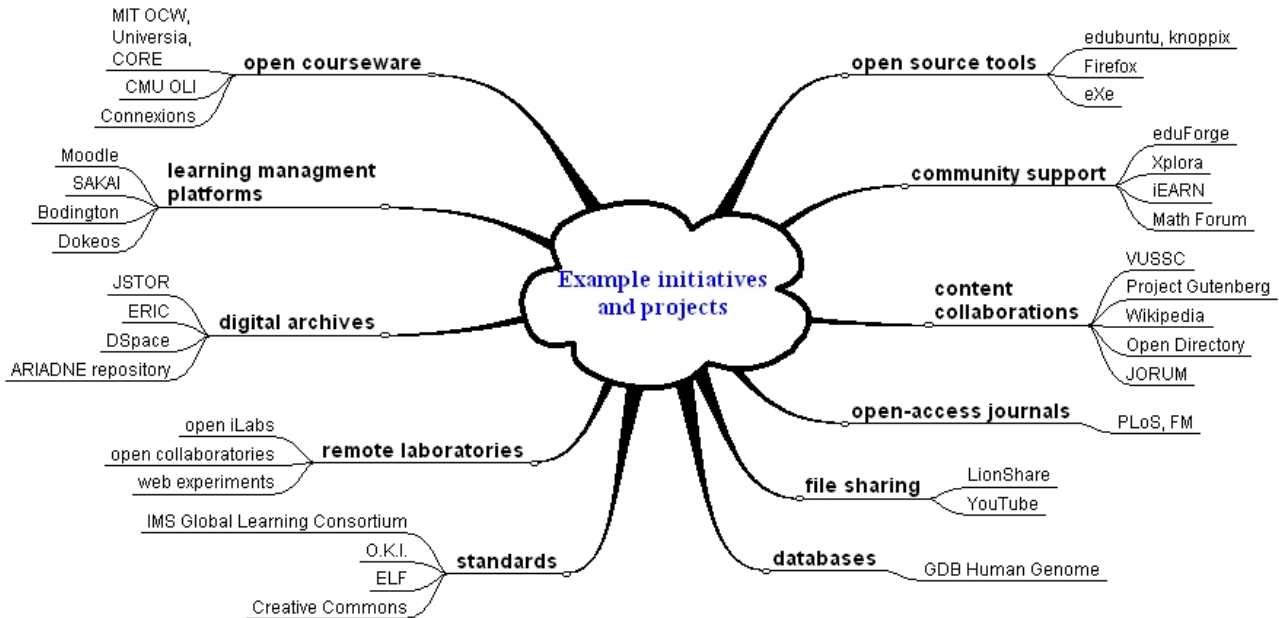 Example initiatives
and projects
open courseware
MIT OCW,
Universia,
CORE
CMU OLI
Connexions
learning managment
platforms
Moodle
SAKAI
Bodington
Dokeos
digital archives
JSTOR
ERIC
DSpace
ARIADNE repository
remote laboratories
open iLabs
open collaboratories
web experiments
standards
IMS Global Learning Consortium
O.K.I.
ELF
Creative Commons
open source tools
edubuntu, knoppix
Firefox
eXe
community support
eduForge
Xplora
iEARN
Math Forum
content
collaborations
VUSSC
Project Gutenberg
Wikipedia
Open Directory
JORUM
open-access journals
PLoS, FM
file sharing
LionShare
YouTube
databases
GDB Human Genome